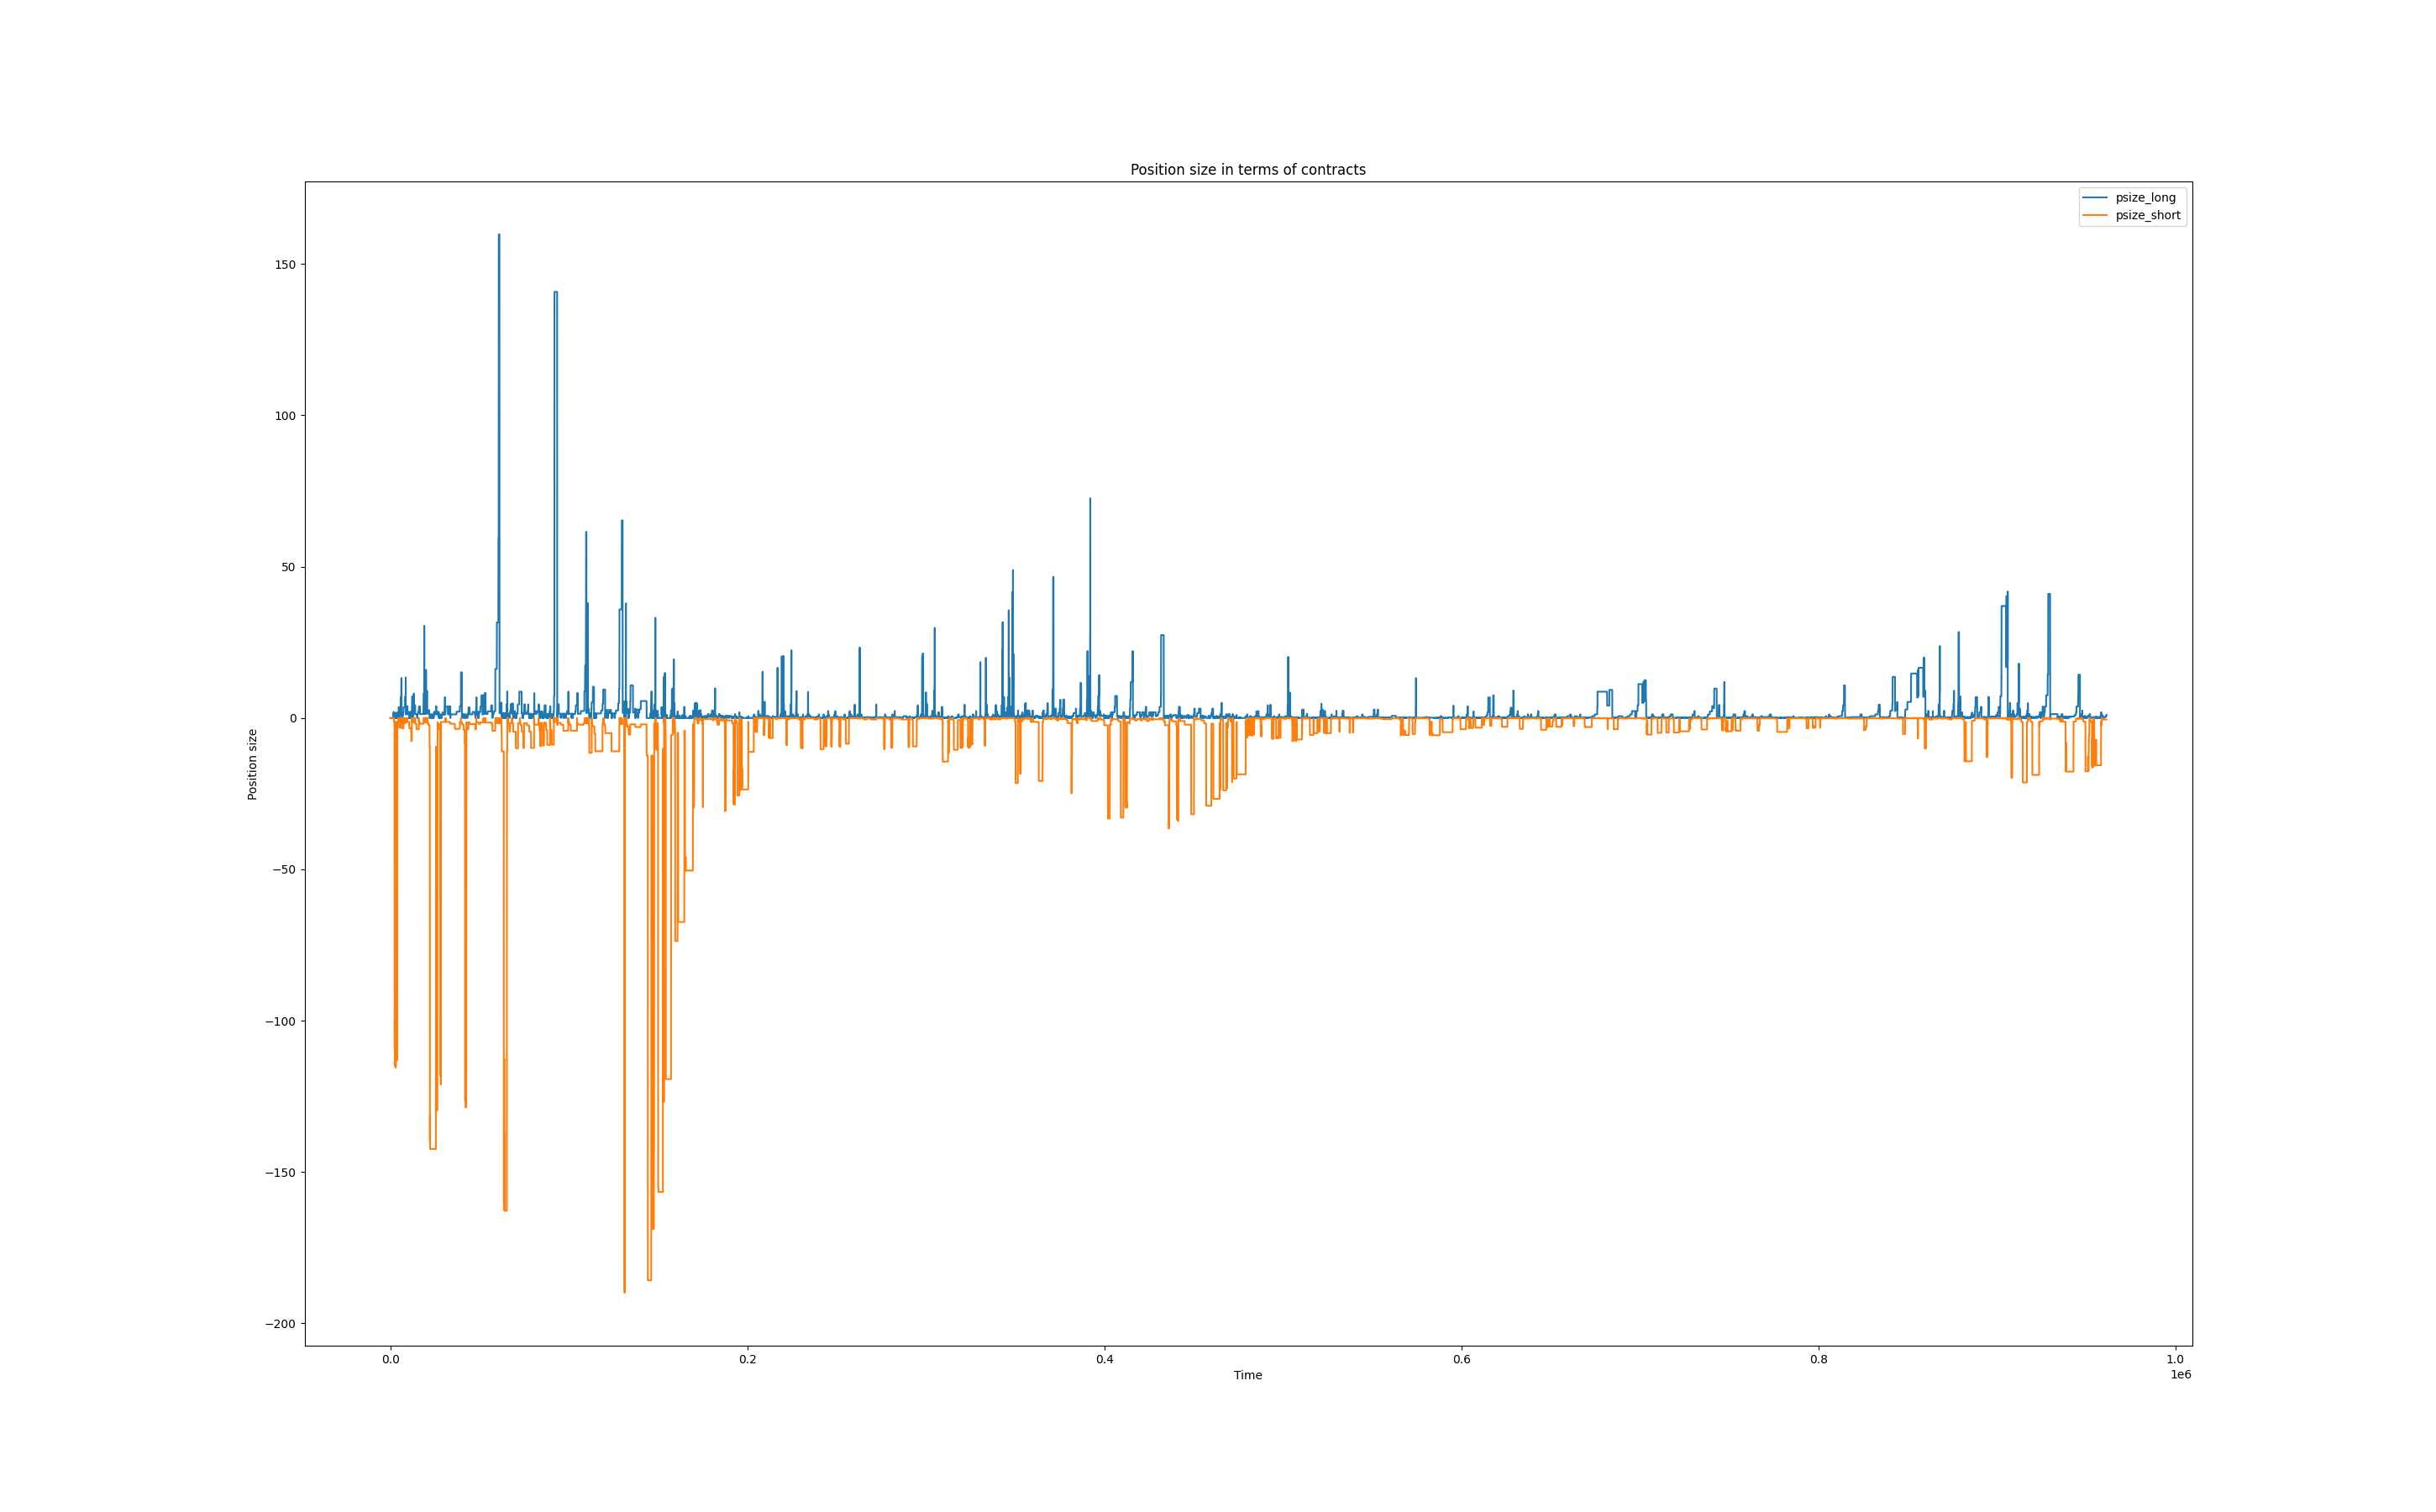 Position size in terms of contracts
psize_long
psize_short
Position size
150
100
50
0
−50
−100
−150
−200
0.0
0.2
0.4
0.6
0.8
1.0
Time
1e6